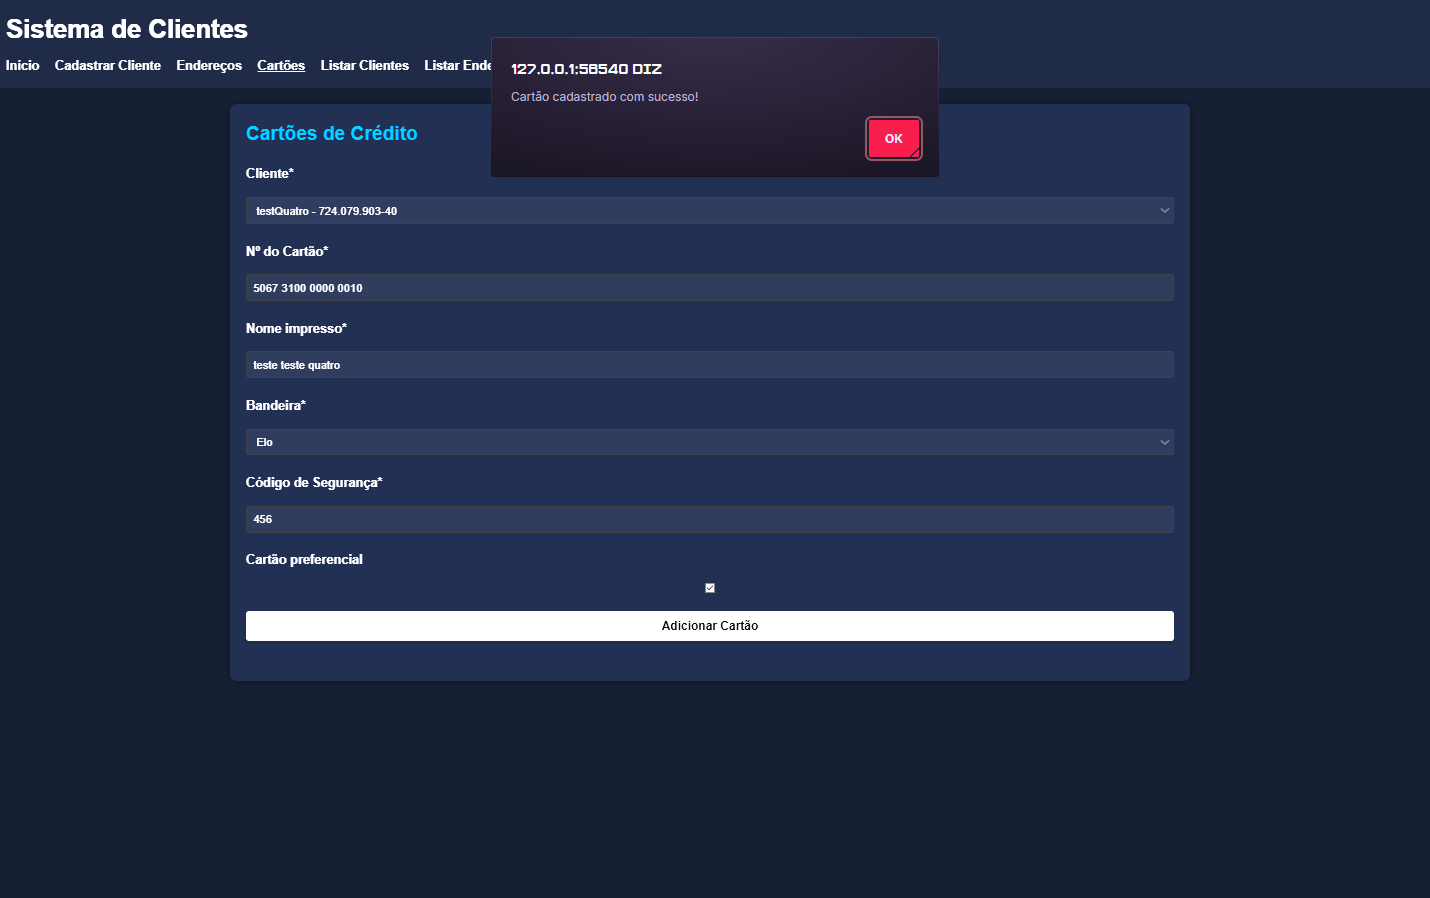 Sistema de Clientes
Início Cadastrar Cliente Endereços Cartões Listar Clientes Listar
127.0.0.1:56540 DIZ
Cartão cadastrado com sucesso!
OK
Cartões de Crédito
Cliente*
testQuatro - 724.079.903-40
Nº do Cartão*
5067 3100 0000 0010
Nome impresso*
teste teste quatro
Bandeira*
Elo
Código de Segurança*
456
Cartão preferencial
Adicionar Cartão